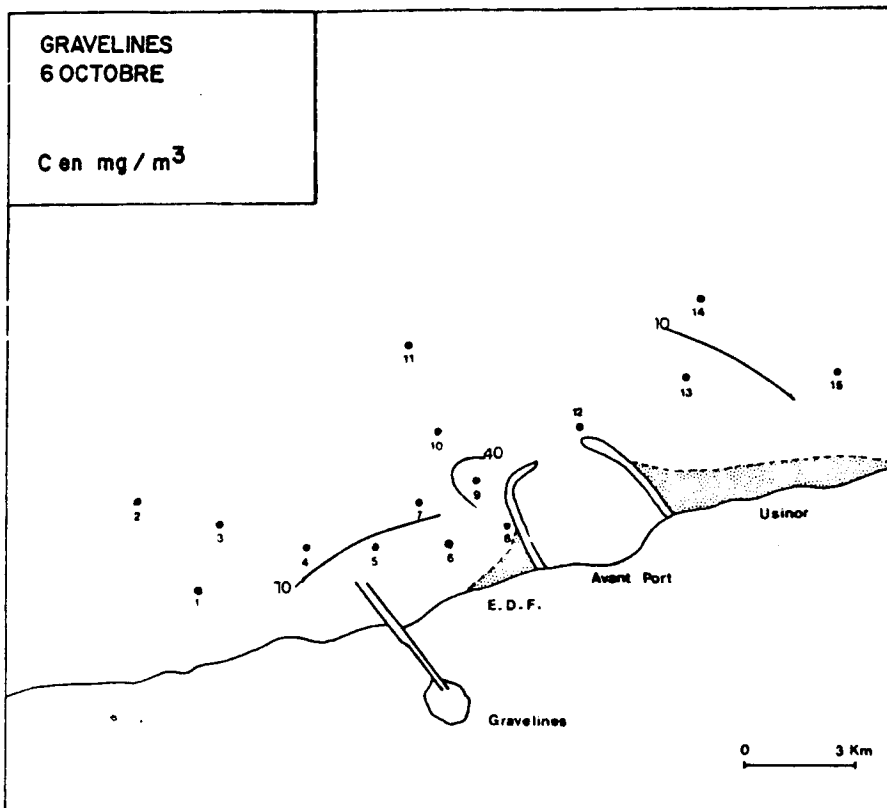 GRAVELINES
6 OCTOBRE
C en mg / m³
14
10
11
13
15
12
10
40
9
2
7
3
8
4
5
6
10
1
Usinor
Avant Port
E. D. F.
Gravelines
0 3 Km